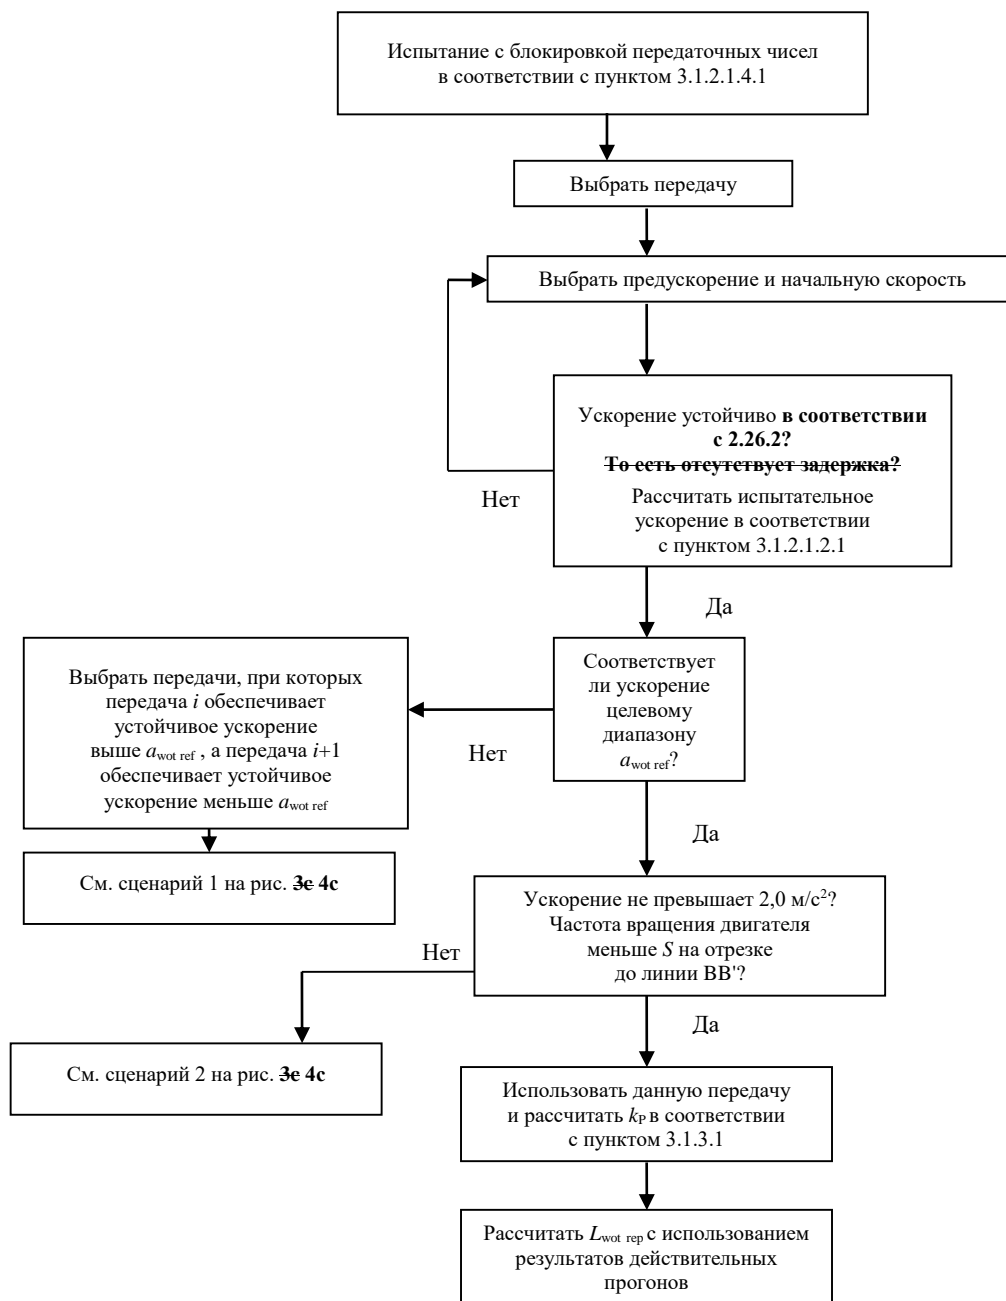 Испытание с блокировкой передаточных чисел
в соответствии с пунктом 3.1.2.1.4.1
Выбрать передачу
Выбрать предускорение и начальную скорость
Ускорение устойчиво в соответствии
с 2.26.2?
То есть отсутствует задержка?
Рассчитать испытательное
ускорение в соответствии
с пунктом 3.1.2.1.2.1
Нет
Да
Соответствует
ли ускорение
целевому
диапазону
a wot ref?
Нет
Выбрать передачи, при которых
передача i обеспечивает
устойчивое ускорение
выше a wot ref , а передача i+1
обеспечивает устойчивое
ускорение меньше a wot ref
См. сценарий 1 на рис. 3c 4c
Да
Ускорение не превышает 2,0 м/с²?
Частота вращения двигателя
меньше S на отрезке
до линии BB'?
Нет
См. сценарий 2 на рис. 3c 4c
Да
Использовать данную передачу
и рассчитать kP в соответствии
с пунктом 3.1.3.1
Рассчитать L wot rep с использованием
результатов действительных
прогонов